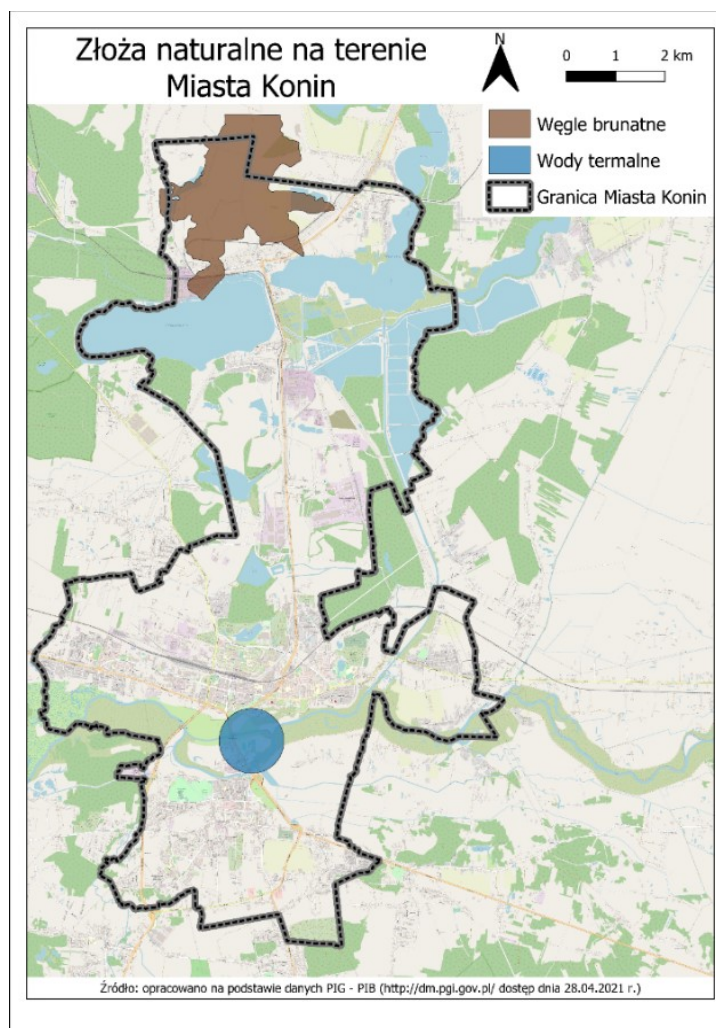 Złoża naturalne na terenie
Miasta Konin
N
0 1 2 km
Węgle brunatne
Wody termalne
Granica Miasta Konin
Źródło: opracowano na podstawie danych PIG - PIB (http://dm.pgi.gov.pl/ dostęp dnia 28.04.2021 r.)